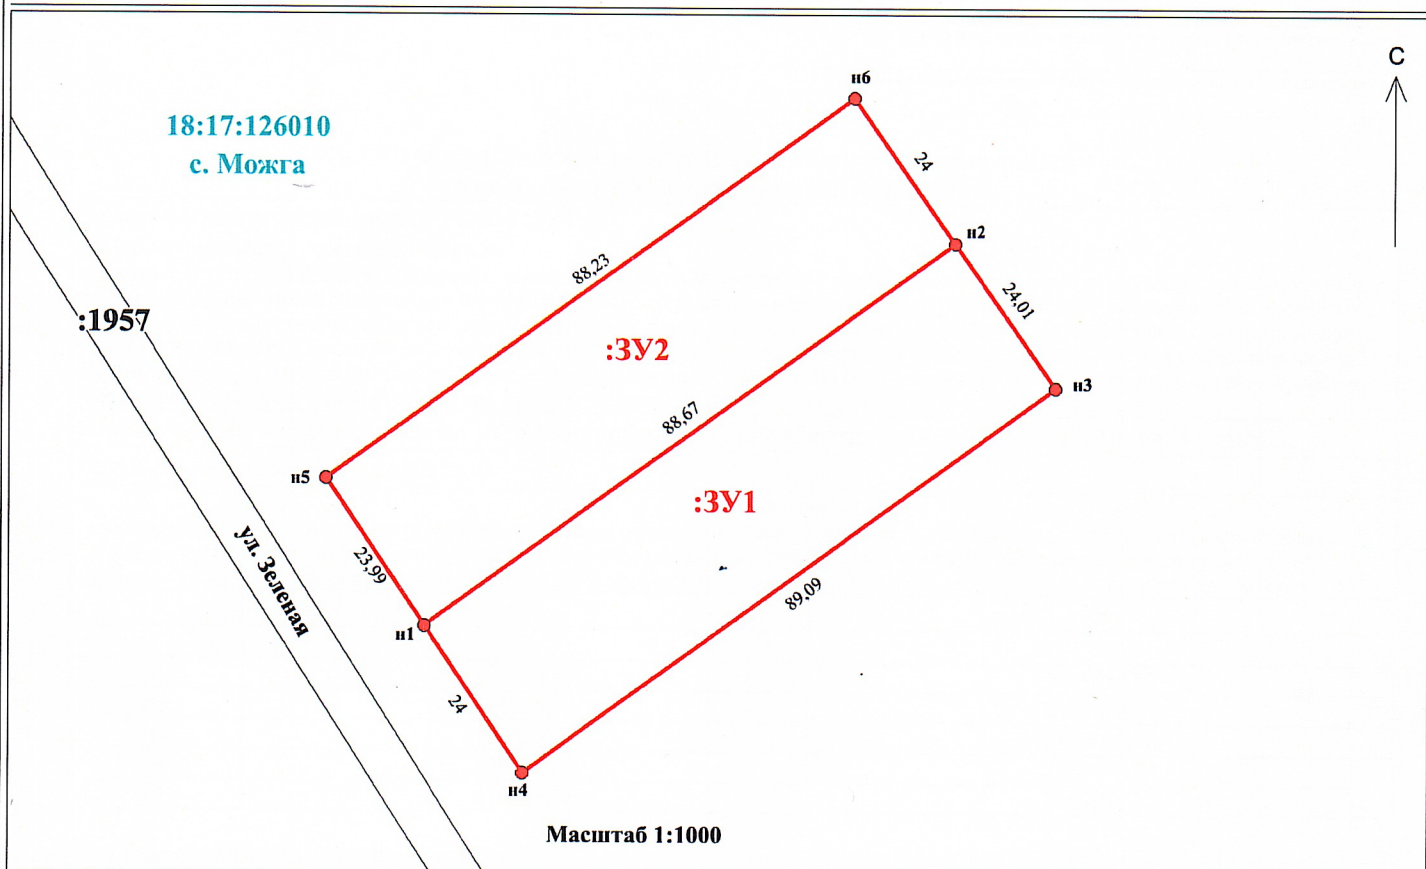 С
н6
18:17:126010
с. Можга
24
н2
88,23
24,01
:1957
:ЗУ2
н3
88,67
н5
:ЗУ1
ул. Зеленая
23,99
89,09
н1
24
н4
Масштаб 1:1000